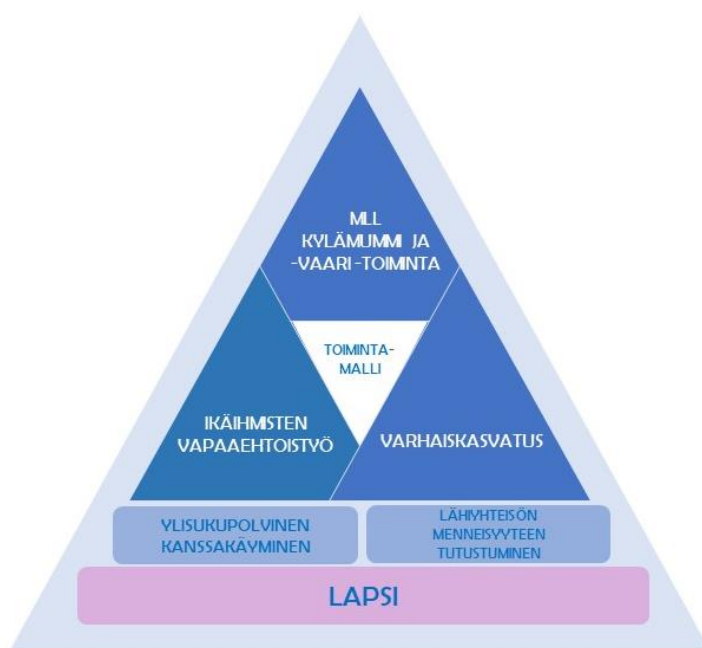 MLL
KYLÄMUMMI JA
-VAARI -TOIMINTA
TOIMINTA-
MALLI
IKÄIHMISTEN
VAPAAEHTOISTYÖ
VARHAISKASVATUS
YLISUKUPOLVINEN
KANSSAKÄYMINEN
LÄHIYHTEISÖN
MENNEISYYTEEN
TUTUSTUMINEN
LAPSI